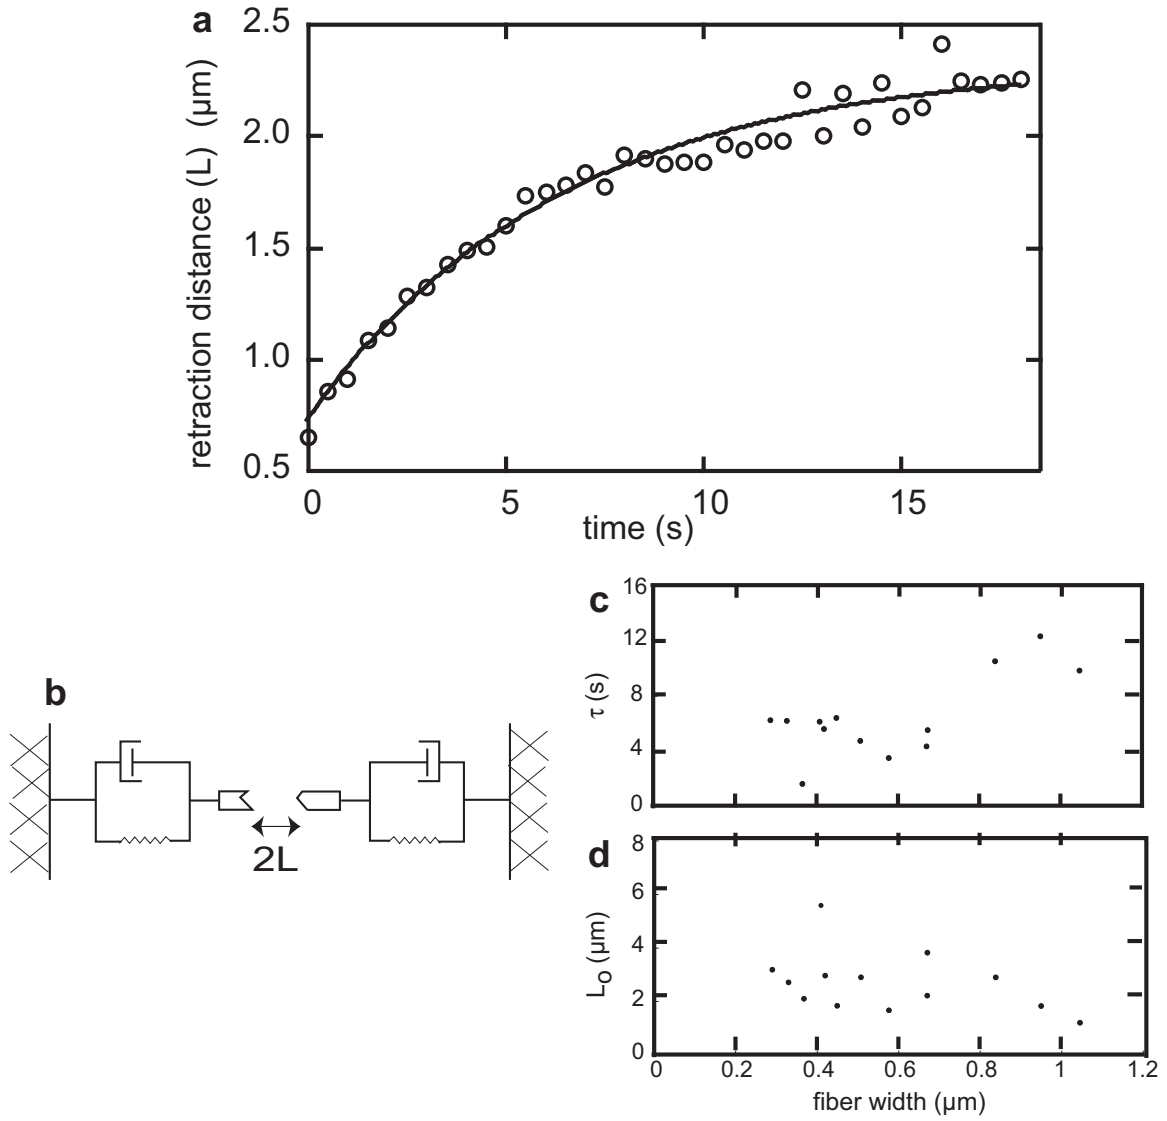 a
2.5
2.0
1.5
1.0
0.5
retraction distance (L) (µm)
0 5 10 15
time (s)
b
2L
c
16
12
8
4
0
τ (s)
d
8
6
4
2
0
Lo (µm)
0 0.2 0.4 0.6 0.8 1 1.2
fiber width (µm)